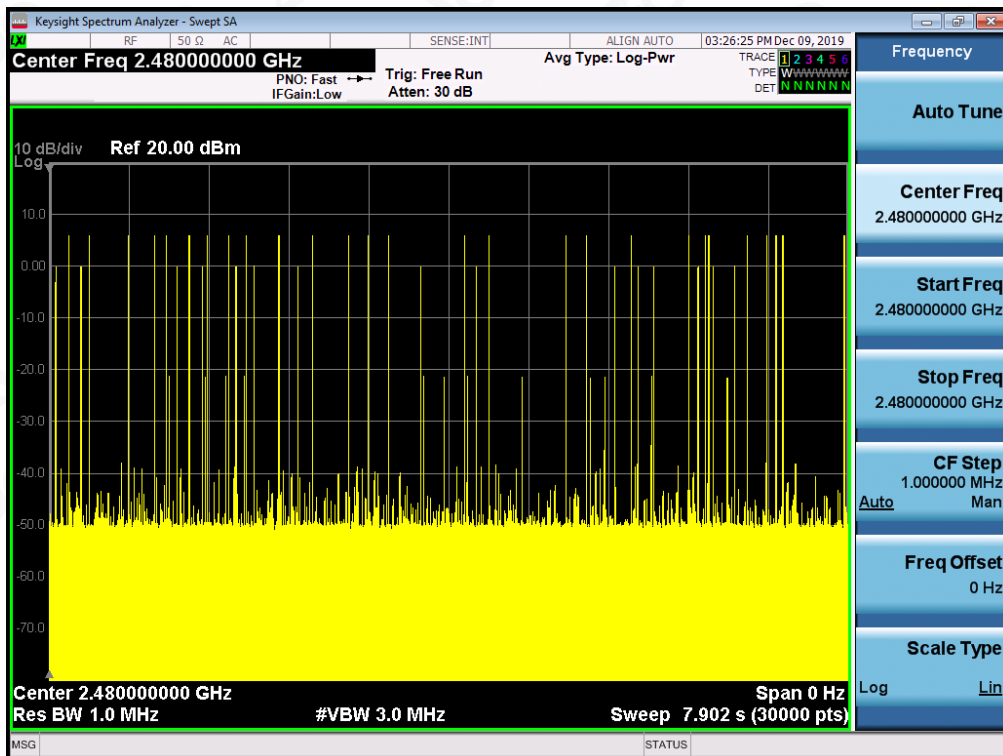 Keysight Spectrum Analyzer - Swept SA
LXI RF 50 Ω AC SENSE:INT ALIGN AUTO 03:26:25 PM Dec 09, 2019
Center Freq 2.480000000 GHz
PNO: Fast
IFGain:Low
Trig: Free Run
Atten: 30 dB
Avg Type: Log-Pwr
TRACE 1 2 3 4 5 6
TYPE WWWWWW
DET N N N N N N
10 dB/div Ref 20.00 dBm
Log
10.0
0.00
-10.0
-20.0
-30.0
-40.0
-50.0
-60.0
-70.0
Center 2.480000000 GHz Span 0 Hz
Res BW 1.0 MHz #VBW 3.0 MHz Sweep 7.902 s (30000 pts)
MSG STATUS
Frequency
Auto Tune
Center Freq
2.480000000 GHz
Start Freq
2.480000000 GHz
Stop Freq
2.480000000 GHz
CF Step
1.000000 MHz
Auto Man
Freq Offset
0 Hz
Scale Type
Log Lin